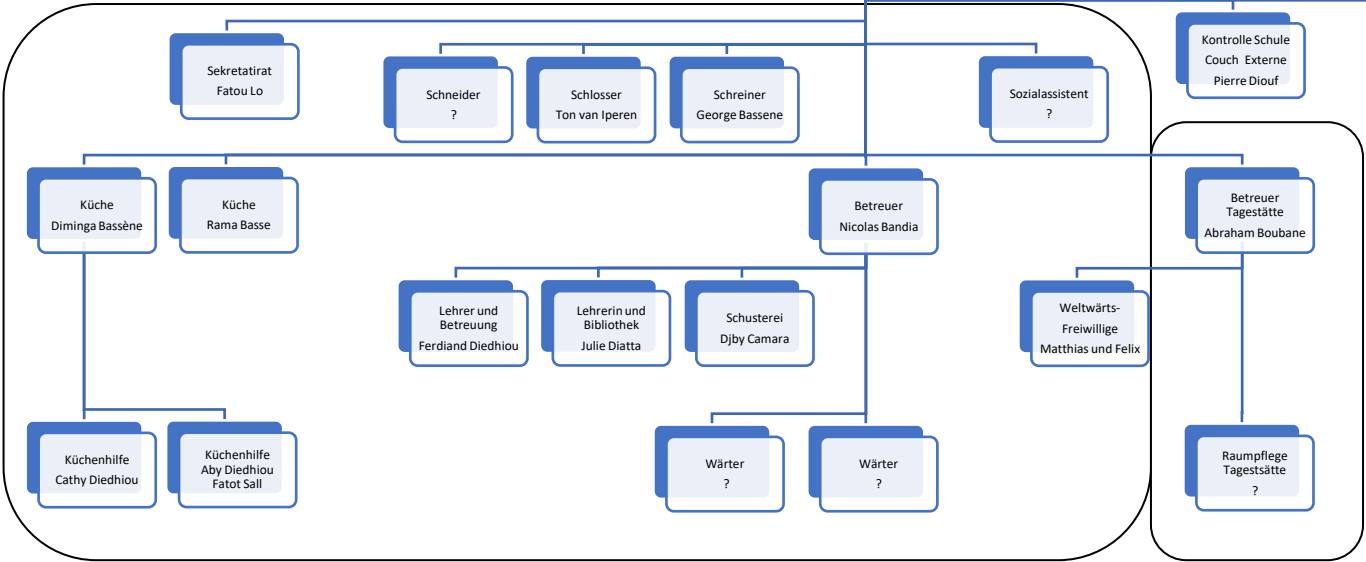 Kontrolle Schule
Couch Externe
Pierre Diouf
Sekretatirat
Fatou Lo
Schneider
?
Schlosser
Ton van Iperen
Schreiner
George Bassene
Sozialassistent
?
Küche
Diminga Bassène
Küche
Rama Basse
Betreuer
Nicolas Bandia
Betreuer
Tagestätte
Abraham Boubane
Lehrer und
Betreuung
Ferdiand Diedhiou
Lehrerin und
Bibliothek
Julie Diatta
Schusterei
Djby Camara
Weltwärts-
Freiwillige
Matthias und Felix
Küchenhilfe
Cathy Diedhiou
Küchenhilfe
Aby Diedhiou
Fatot Sall
Wärter
?
Wärter
?
Raumpflege
Tagestsätte
?